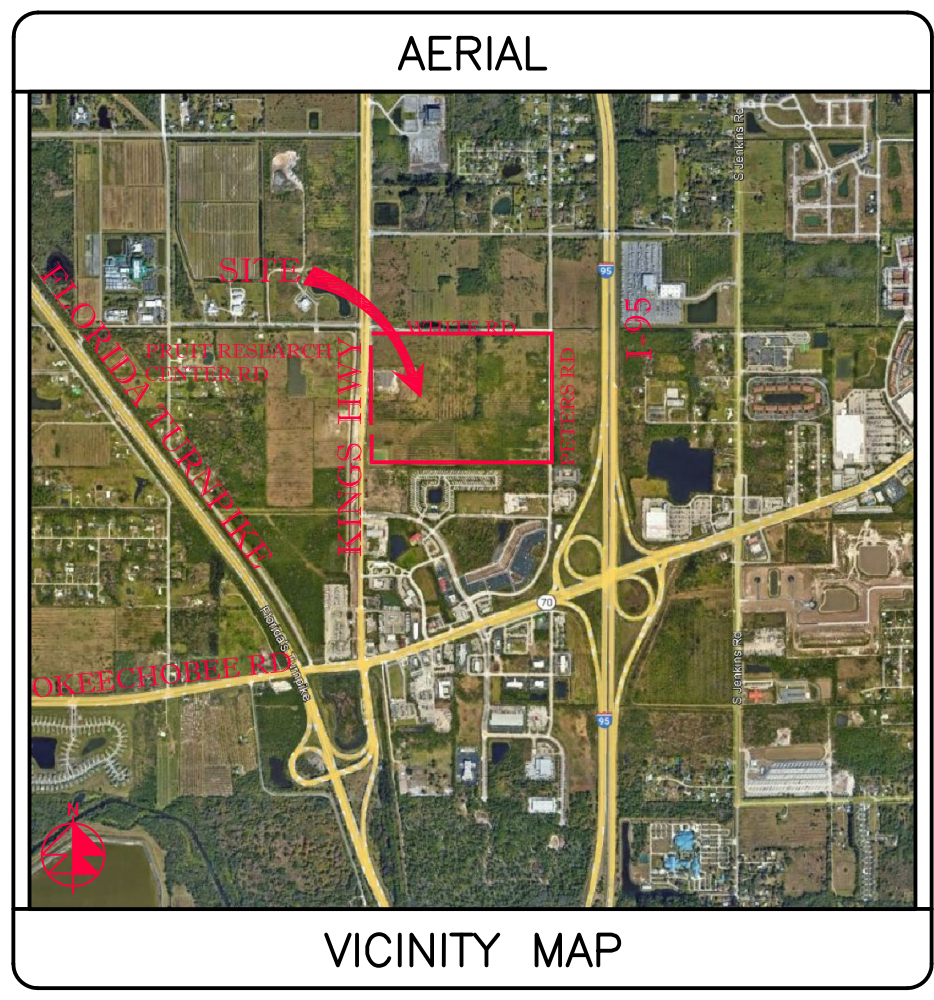 AERIAL
S Jenkins Rd
95
SITE
FLORIDA TURNPIKE
I-95
WHITE RD
PRUIT RESEARCH
CENTER RD
KINGS HWY
PETERS RD
70
Florida's Turnpike
OKEECHOBEE RD
S Jenkins Rd
95
N
VICINITY MAP